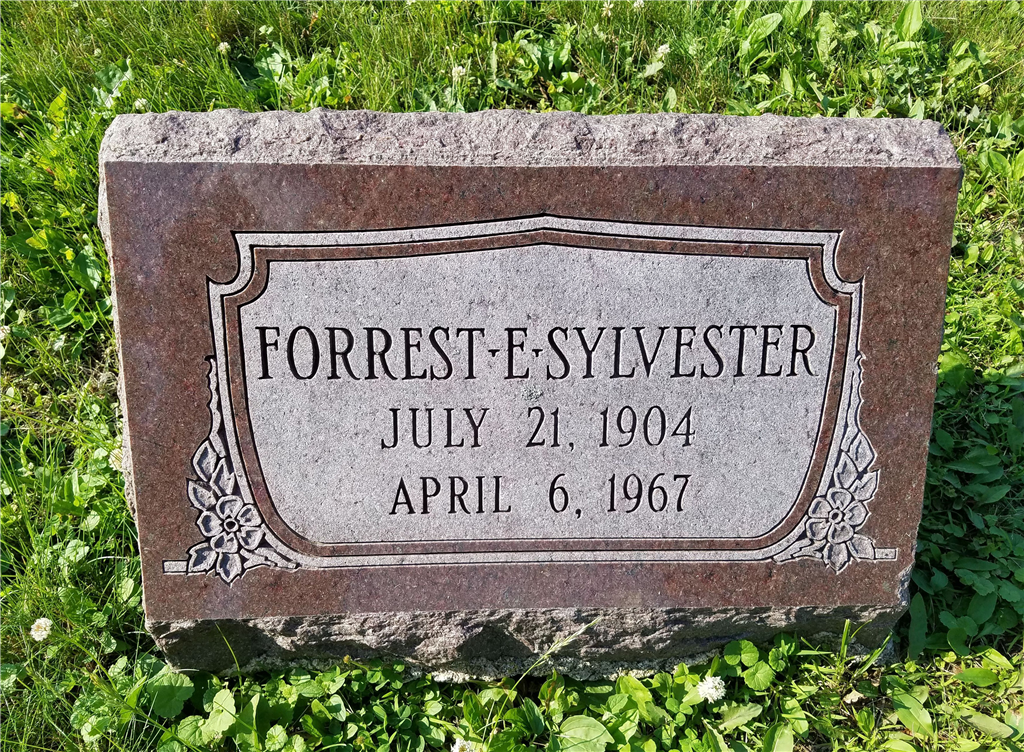 FORREST·E·SYLVESTER
JULY 21, 1904
APRIL 6, 1967